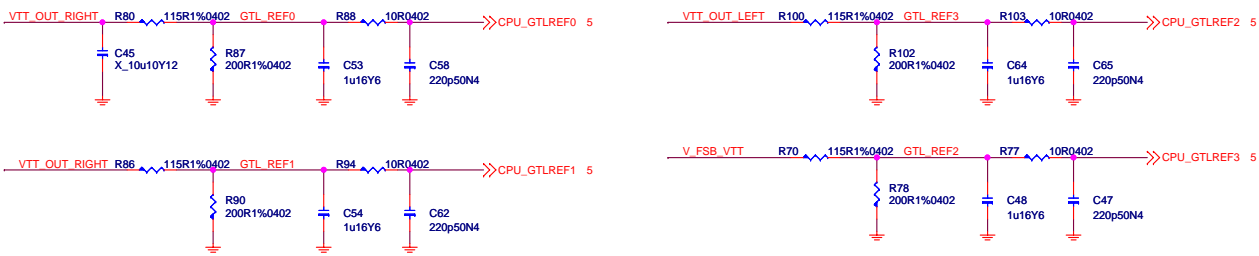 VTT_OUT_RIGHT R80 115R1%0402 GTL_REF0 R88 10R0402 CPU_GTLREF0 5
C45
X_10u10Y12
R87
200R1%0402
C53
1u16Y6
C58
220p50N4
VTT_OUT_LEFT R100 115R1%0402 GTL_REF3 R103 10R0402 CPU_GTLREF2 5
R102
200R1%0402
C64
1u16Y6
C65
220p50N4
VTT_OUT_RIGHT R86 115R1%0402 GTL_REF1 R94 10R0402 CPU_GTLREF1 5
R90
200R1%0402
C54
1u16Y6
C62
220p50N4
V_FSB_VTT R70 115R1%0402 GTL_REF2 R77 10R0402 CPU_GTLREF3 5
R78
200R1%0402
C48
1u16Y6
C47
220p50N4